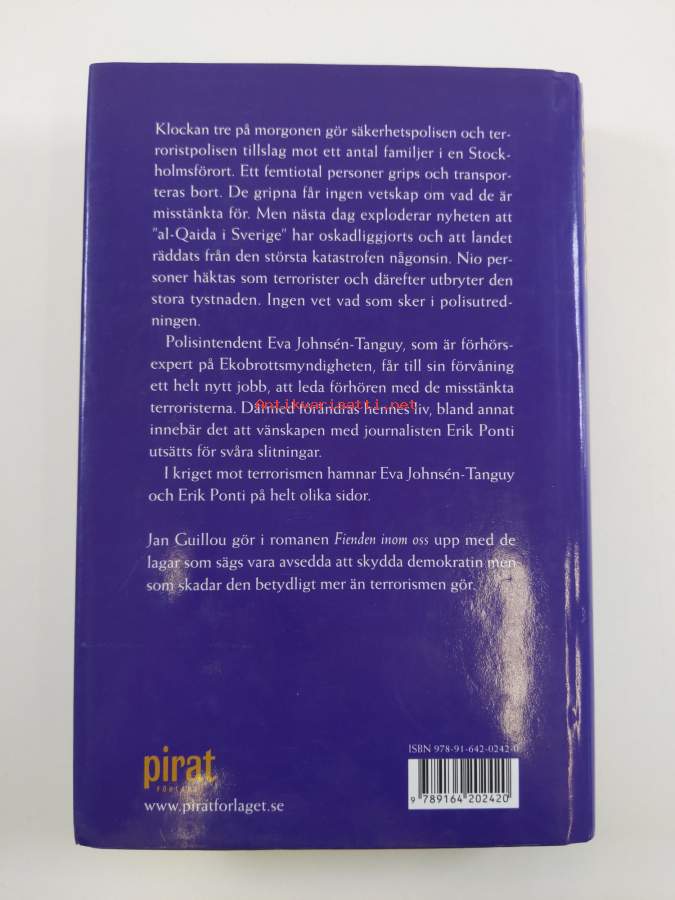 Klockan tre på morgonen gör säkerhetspolisen och ter-
roristpolisen tillslag mot ett antal familjer i en Stock-
holmsförort. Ett femtiotal personer grips och transpor-
teras bort. De gripna får ingen vetskap om vad de är
misstänkta för. Men nästa dag exploderar nyheten att
"al-Qaida i Sverige" har oskadliggjorts och att landet
räddats från den största katastrofen någonsin. Nio per-
soner häktas som terrorister och därefter utbryter den
stora tystnaden. Ingen vet vad som sker i polisutred-
ningen.
Polisintendent Eva Johnsén-Tanguy, som är förhörs-
expert på Ekobrottsmyndigheten, får till sin förvåning
ett helt nytt jobb, att leda förhören med de misstänkta
terroristerna. Därmed förändras hennes liv, bland annat
Antikvariaatti.net
innebär det att vänskapen med journalisten Erik Ponti
utsätts för svåra slitningar.
I kriget mot terrorismen hamnar Eva Johnsén-Tanguy
och Erik Ponti på helt olika sidor.
Jan Guillou gör i romanen Fienden inom oss upp med de
lagar som sägs vara avsedda att skydda demokratin men
som skadar den betydligt mer än terrorismen gör.
ISBN 978-91-642-0242-0
9 789164 202420
pirat
FÖRLAGET
www.piratforlaget.se